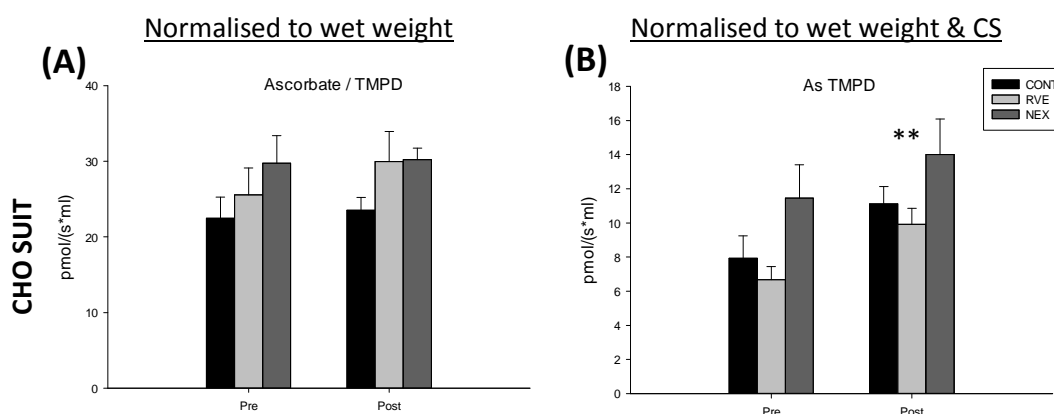 Normalised to wet weight
Normalised to wet weight & CS
(A)
Ascorbate / TMPD
CHO SUIT
pmol/(s*ml)
40
30
20
10
0
Pre
Post
(B)
As TMPD
CONT
RVE
NEX
**
pmol/(s*ml)
18
16
14
12
10
8
6
4
2
0
Pre
Post